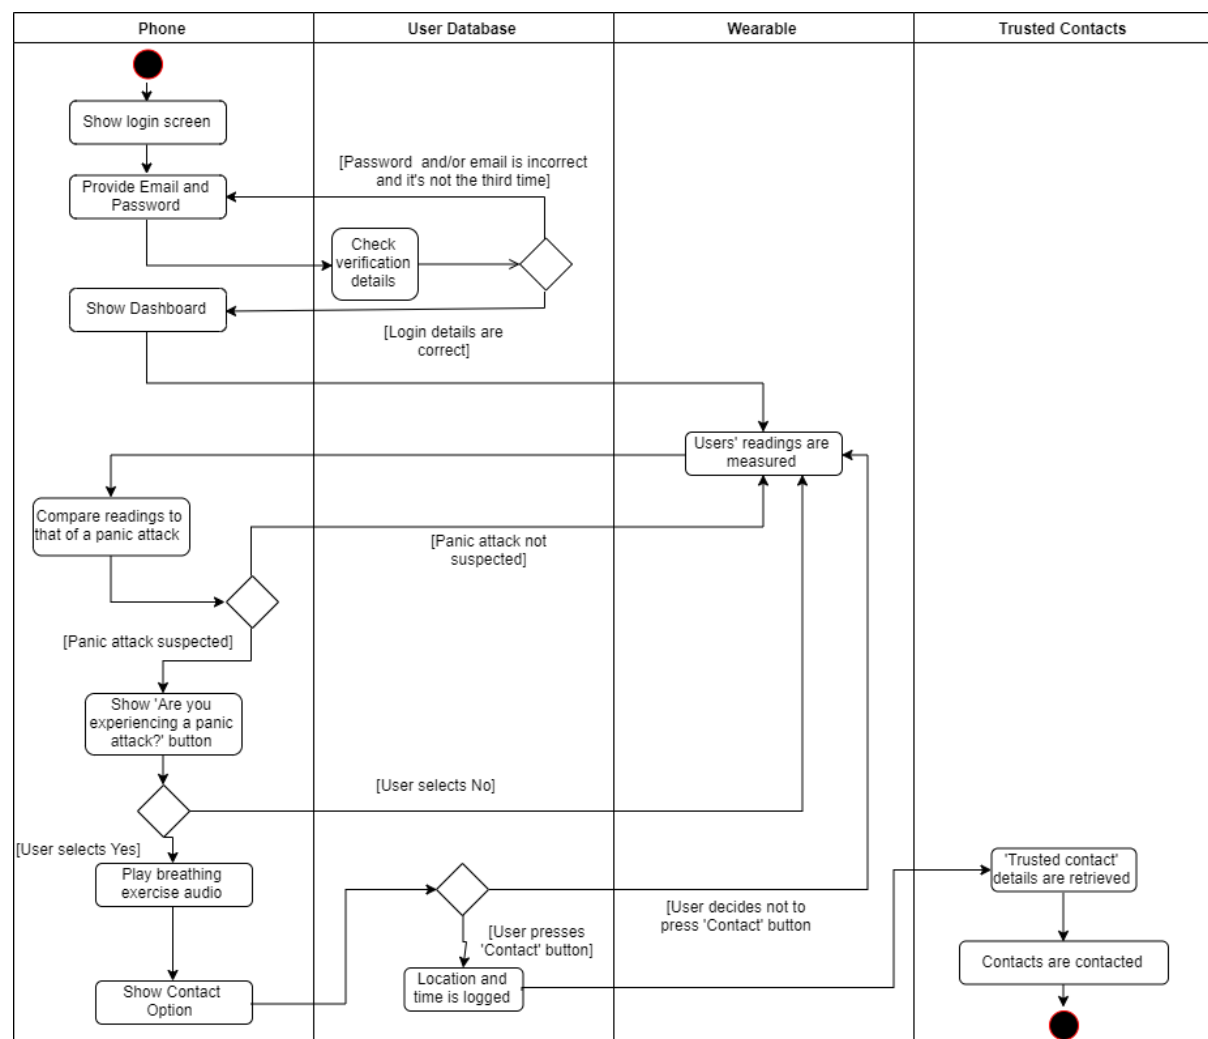 Phone
User Database
Wearable
Trusted Contacts
Show login screen
[Password and/or email is incorrect
and it's not the third time]
Provide Email and
Password
Check
verification
details
Show Dashboard
[Login details are
correct]
Users' readings are
measured
Compare readings to
that of a panic attack
[Panic attack not
suspected]
[Panic attack suspected]
Show 'Are you
experiencing a panic
attack?' button
[User selects No]
[User selects Yes]
Play breathing
exercise audio
'Trusted contact'
details are retrieved
[User decides not to
press 'Contact' button
[User presses
'Contact' button]
Contacts are contacted
Location and
time is logged
Show Contact
Option